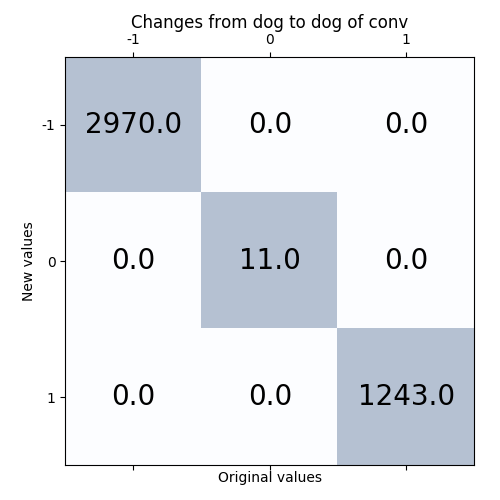 Changes from dog to dog of conv
-1 0 1
-1 2970.0 0.0 0.0
New values
0 0.0 11.0 0.0
1 0.0 0.0 1243.0
Original values